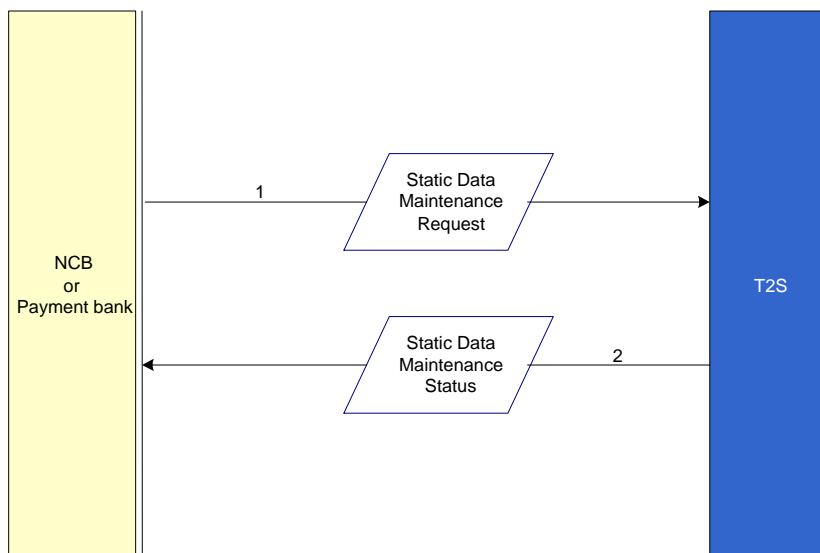 1
Static Data
Maintenance
Request
NCB
or
Payment bank
T2S
Static Data
Maintenance
Status
2